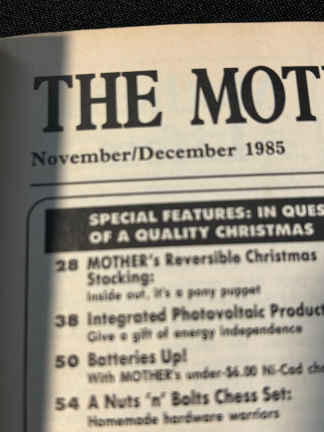 THE MOT
November/December 1985
SPECIAL FEATURES: IN QUES
OF A QUALITY CHRISTMAS
28 MOTHER's Reversible Christmas
Stocking:
Inside out, it's a pony puppet
38 Integrated Photovoltaic Product
Give a gift of energy independence
50 Batteries Up!
With MOTHER's under-$6.00 Ni-Cad cha
54 A Nuts 'n' Bolts Chess Set:
Homemade hardware warriors